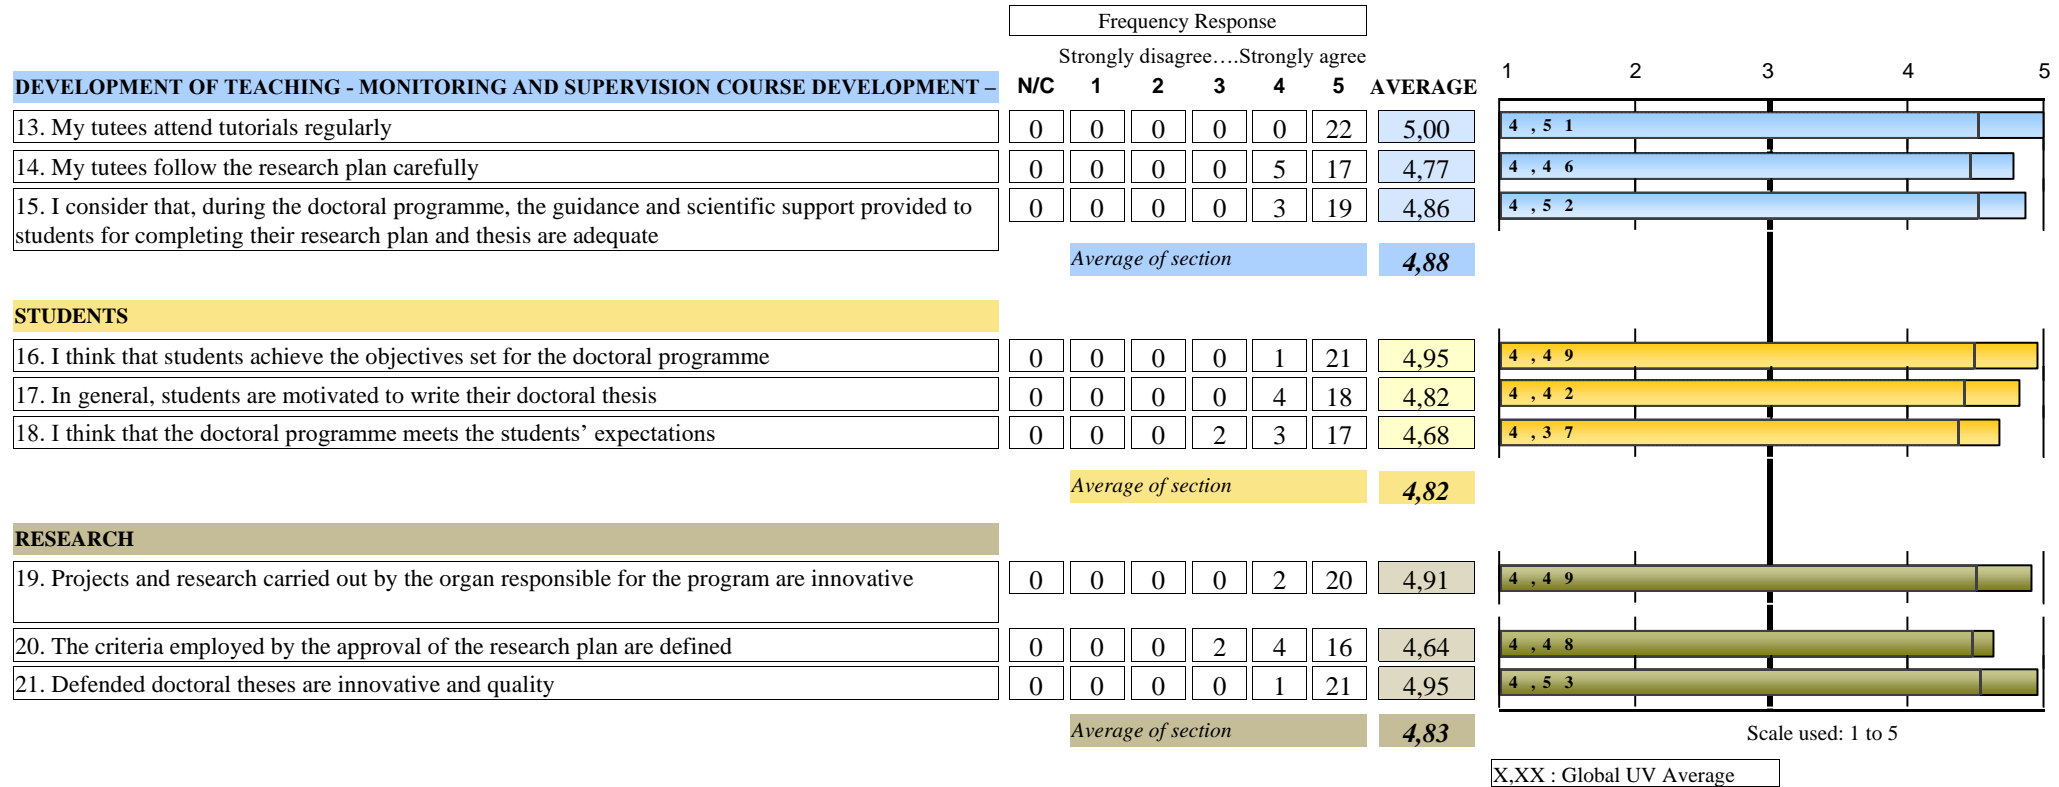 Frequency Response
Strongly disagree….Strongly agree
DEVELOPMENT OF TEACHING - MONITORING AND SUPERVISION COURSE DEVELOPMENT – N/C 1 2 3 4 5 AVERAGE 1 2 3 4 5
13. My tutees attend tutorials regularly 0 0 0 0 0 22 5,00 4,51
14. My tutees follow the research plan carefully 0 0 0 0 5 17 4,77 4,46
15. I consider that, during the doctoral programme, the guidance and scientific support provided to 0 0 0 0 3 19 4,86 4,52
students for completing their research plan and thesis are adequate
Average of section 4,88
STUDENTS
16. I think that students achieve the objectives set for the doctoral programme 0 0 0 0 1 21 4,95 4,49
17. In general, students are motivated to write their doctoral thesis 0 0 0 0 4 18 4,82 4,42
18. I think that the doctoral programme meets the students’ expectations 0 0 0 2 3 17 4,68 4,37
Average of section 4,82
RESEARCH
19. Projects and research carried out by the organ responsible for the program are innovative 0 0 0 0 2 20 4,91 4,49
20. The criteria employed by the approval of the research plan are defined 0 0 0 2 4 16 4,64 4,48
21. Defended doctoral theses are innovative and quality 0 0 0 0 1 21 4,95 4,53
Average of section 4,83
Scale used: 1 to 5
X,XX : Global UV Average